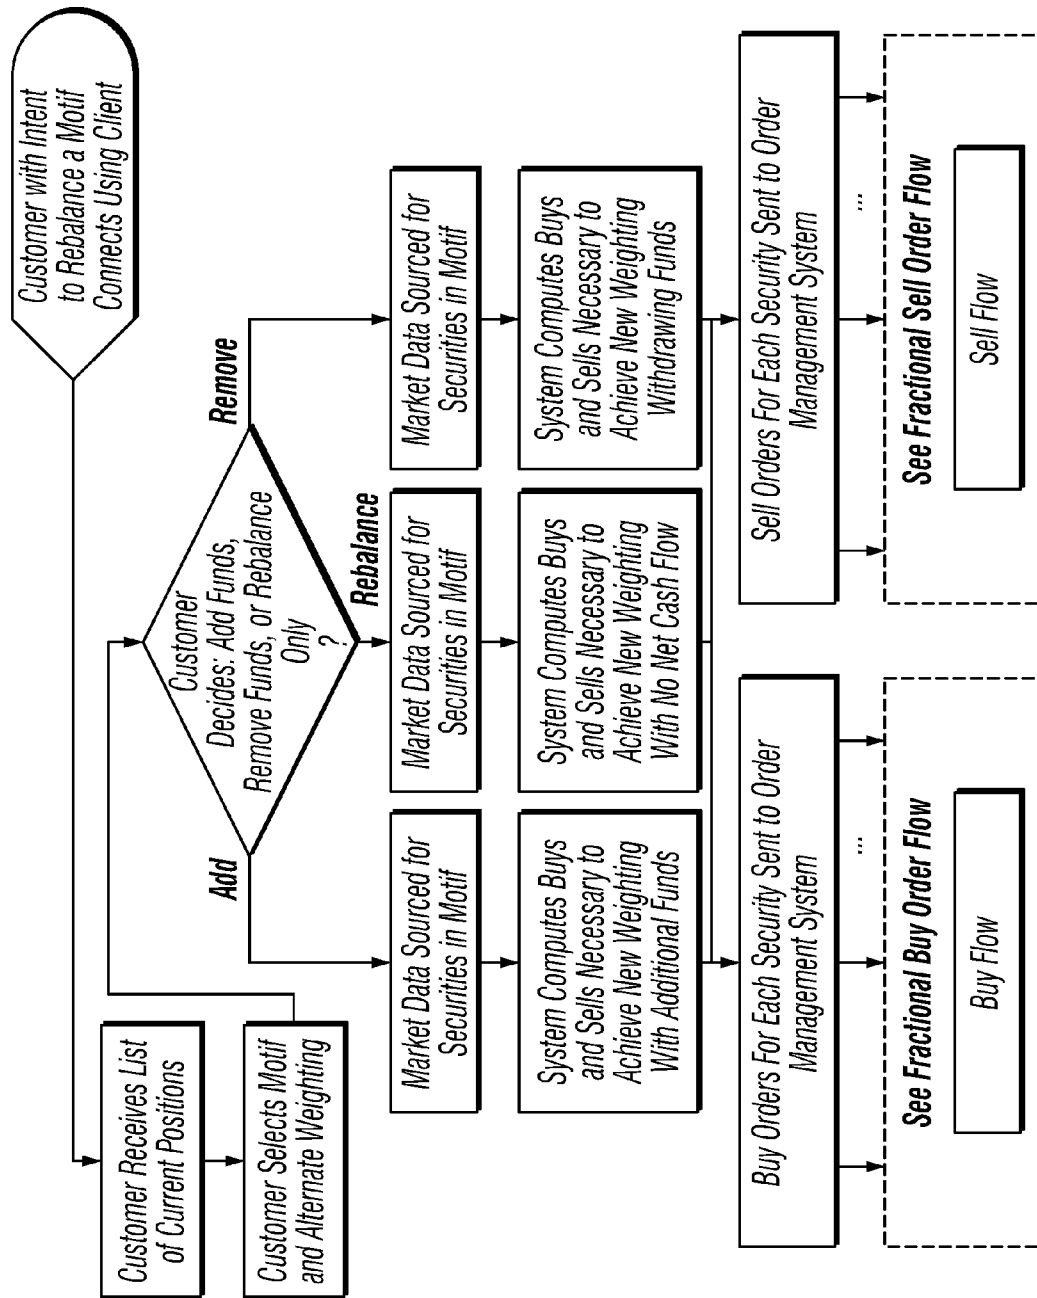 Customer with Intent
to Rebalance a Motif
Connects Using Client
Customer Receives List
of Current Positions
Customer Selects Motif
and Alternate Weighting
Customer
Decides: Add Funds,
Remove Funds, or Rebalance
Only
?
Add
Rebalance
Remove
Market Data Sourced for
Securities in Motif
Market Data Sourced for
Securities in Motif
Market Data Sourced for
Securities in Motif
System Computes Buys
and Sells Necessary to
Achieve New Weighting
With Additional Funds
System Computes Buys
and Sells Necessary to
Achieve New Weighting
With No Net Cash Flow
System Computes Buys
and Sells Necessary to
Achieve New Weighting
Withdrawing Funds
Buy Orders For Each Security Sent to Order
Management System
Sell Orders For Each Security Sent to Order
Management System
...
...
See Fractional Buy Order Flow
Buy Flow
See Fractional Sell Order Flow
Sell Flow